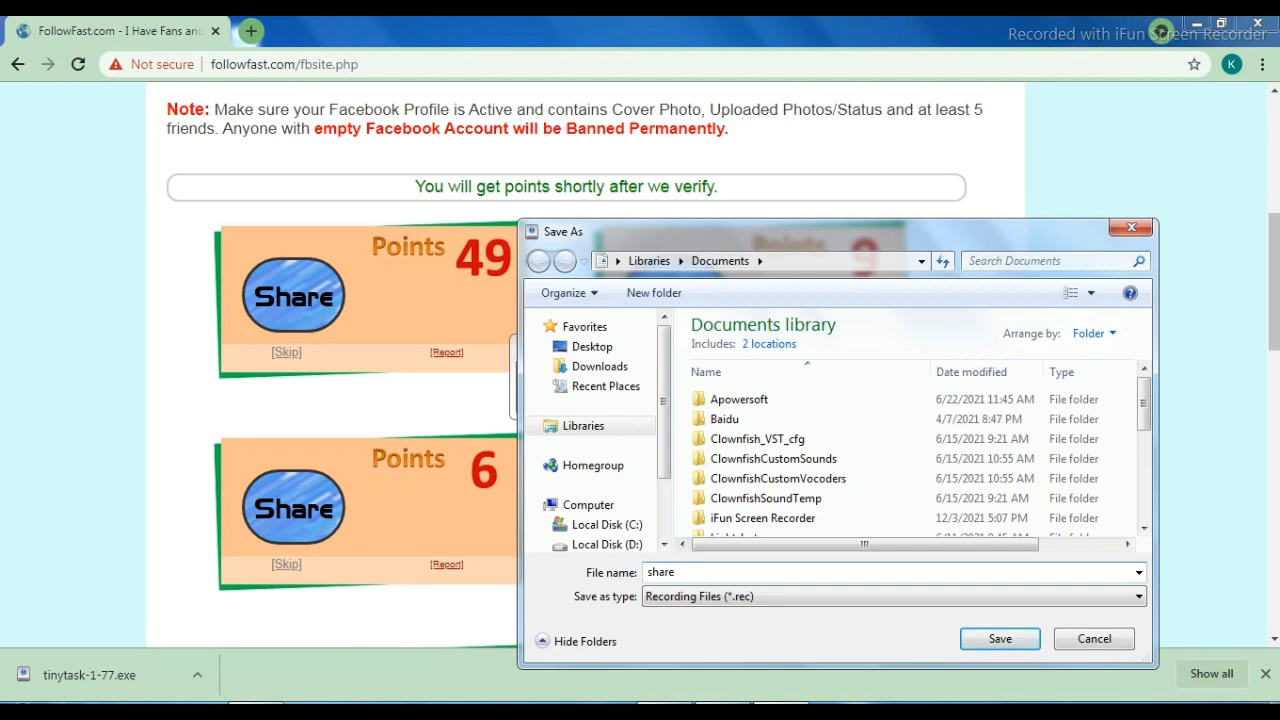 FollowFast.com - I Have Fans and
Recorded with iFun Screen Recorder
Not secure
followfast.com/fbsite.php
K
Note: Make sure your Facebook Profile is Active and contains Cover Photo, Uploaded Photos/Status and at least 5
friends. Anyone with empty Facebook Account will be Banned Permanently.
You will get points shortly after we verify.
Points 49
Share
[Skip]
[Report]
Points 6
Share
[Skip]
[Report]
Save As
Points 9
Libraries
Documents
Search Documents
Organize
New folder
Favorites
Desktop
Downloads
Recent Places
Libraries
Homegroup
Computer
Local Disk (C:)
Local Disk (D:)
Documents library
Includes: 2 locations
Arrange by: Folder
Name Date modified Type
Apowersoft 6/22/2021 11:45 AM File folder
Baidu 4/7/2021 8:47 PM File folder
Clownfish_VST_cfg 6/15/2021 9:21 AM File folder
ClownfishCustomSounds 6/15/2021 10:55 AM File folder
ClownfishCustomVocoders 6/15/2021 10:55 AM File folder
ClownfishSoundTemp 6/15/2021 9:21 AM File folder
iFun Screen Recorder 12/3/2021 5:07 PM File folder
File name: share
Save as type: Recording Files (*.rec)
Hide Folders
Save
Cancel
tinytask-1-77.exe
Show all